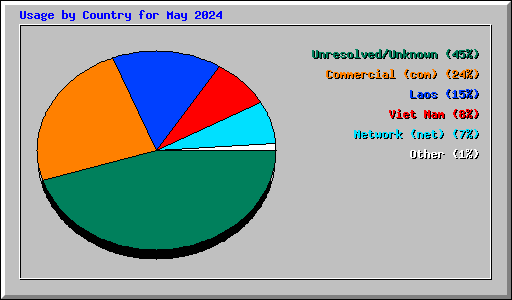 Usage by Country for May 2024
Unresolved/Unknown (45%)
Commercial (com) (24%)
Laos (15%)
Viet Nam (8%)
Network (net) (7%)
Other (1%)